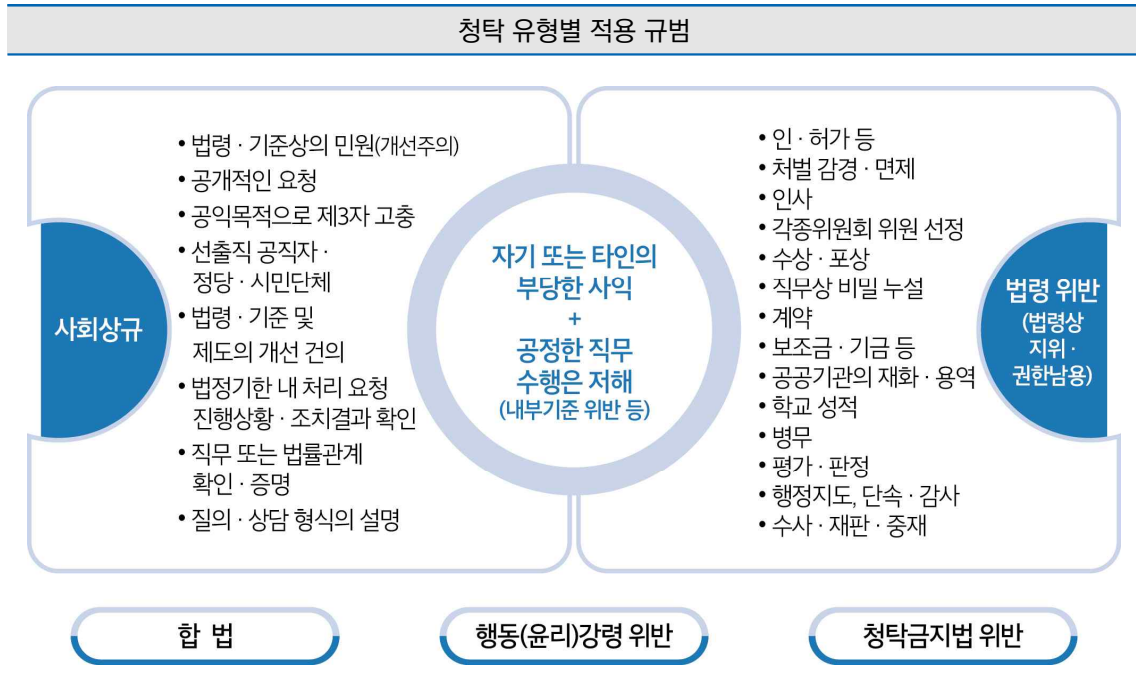 청탁 유형별 적용 규범
사회상규
• 법령 · 기준상의 민원(개선주의)
• 공개적인 요청
• 공익목적으로 제3자 고충
• 선출직 공직자 ·
정당 · 시민단체
• 법령 · 기준 및
제도의 개선 건의
• 법정기한 내 처리 요청
진행상황 · 조치결과 확인
• 직무 또는 법률관계
확인 · 증명
• 질의 · 상담 형식의 설명
자기 또는 타인의
부당한 사익
+
공정한 직무
수행은 저해
(내부기준 위반 등)
• 인 · 허가 등
• 처벌 감경 · 면제
• 인사
• 각종위원회 위원 선정
• 수상 · 포상
• 직무상 비밀 누설
• 계약
• 보조금 · 기금 등
• 공공기관의 재화 · 용역
• 학교 성적
• 병무
• 평가 · 판정
• 행정지도, 단속 · 감사
• 수사 · 재판 · 중재
법령 위반
(법령상
지위 ·
권한남용)
합 법
행동(윤리)강령 위반
청탁금지법 위반